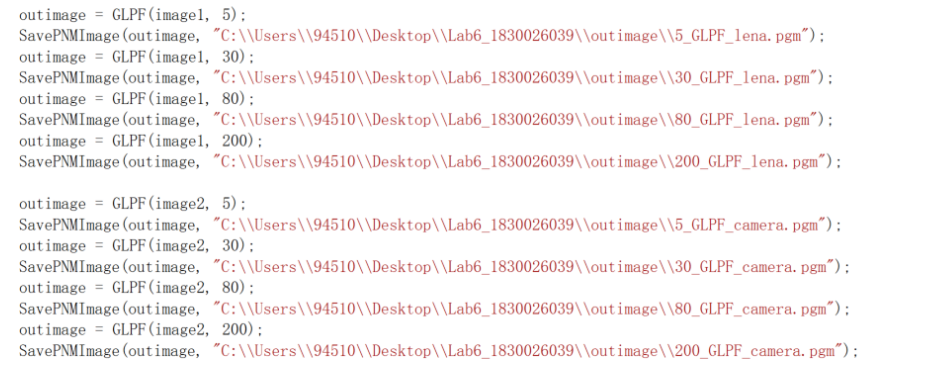 outimage = GLPF(image1, 5);
SavePNMImage(outimage, "C:\\Users\\94510\\Desktop\\Lab6_1830026039\\outimage\\5_GLPF_lena.pgm");
outimage = GLPF(image1, 30);
SavePNMImage(outimage, "C:\\Users\\94510\\Desktop\\Lab6_1830026039\\outimage\\30_GLPF_lena.pgm");
outimage = GLPF(image1, 80);
SavePNMImage(outimage, "C:\\Users\\94510\\Desktop\\Lab6_1830026039\\outimage\\80_GLPF_lena.pgm");
outimage = GLPF(image1, 200);
SavePNMImage(outimage, "C:\\Users\\94510\\Desktop\\Lab6_1830026039\\outimage\\200_GLPF_lena.pgm");
outimage = GLPF(image2, 5);
SavePNMImage(outimage, "C:\\Users\\94510\\Desktop\\Lab6_1830026039\\outimage\\5_GLPF_camera.pgm");
outimage = GLPF(image2, 30);
SavePNMImage(outimage, "C:\\Users\\94510\\Desktop\\Lab6_1830026039\\outimage\\30_GLPF_camera.pgm");
outimage = GLPF(image2, 80);
SavePNMImage(outimage, "C:\\Users\\94510\\Desktop\\Lab6_1830026039\\outimage\\80_GLPF_camera.pgm");
outimage = GLPF(image2, 200);
SavePNMImage(outimage, "C:\\Users\\94510\\Desktop\\Lab6_1830026039\\outimage\\200_GLPF_camera.pgm");